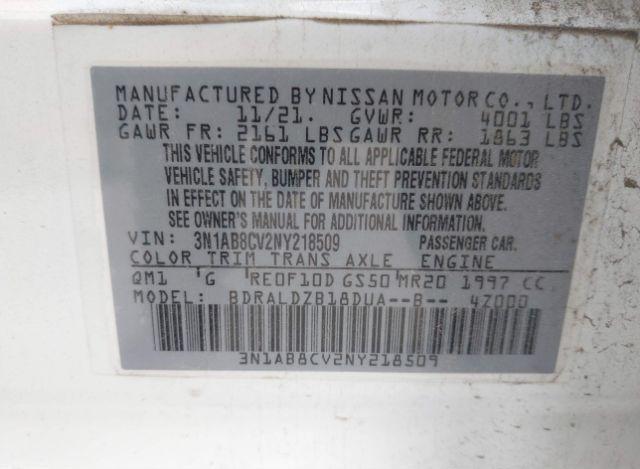 MANUFACTURED BY NISSAN MOTOR CO., LTD.
DATE: 11/21. GVWR: 4001 LBS
GAWR FR: 2161 LBS GAWR RR: 1863 LBS
THIS VEHICLE CONFORMS TO ALL APPLICABLE FEDERAL MOTOR
VEHICLE SAFETY, BUMPER AND THEFT PREVENTION STANDARDS
IN EFFECT ON THE DATE OF MANUFACTURE SHOWN ABOVE.
SEE OWNER'S MANUAL FOR ADDITIONAL INFORMATION.
VIN: 3N1AB8CV2NY218509 PASSENGER CAR.
COLOR TRIM TRANS AXLE ENGINE
QM1 G RE0F10D GS50 MR20 1997 CC
MODEL: BDRALDZB18DUA--B-- 4Z000
3N1AB8CV2NY218509